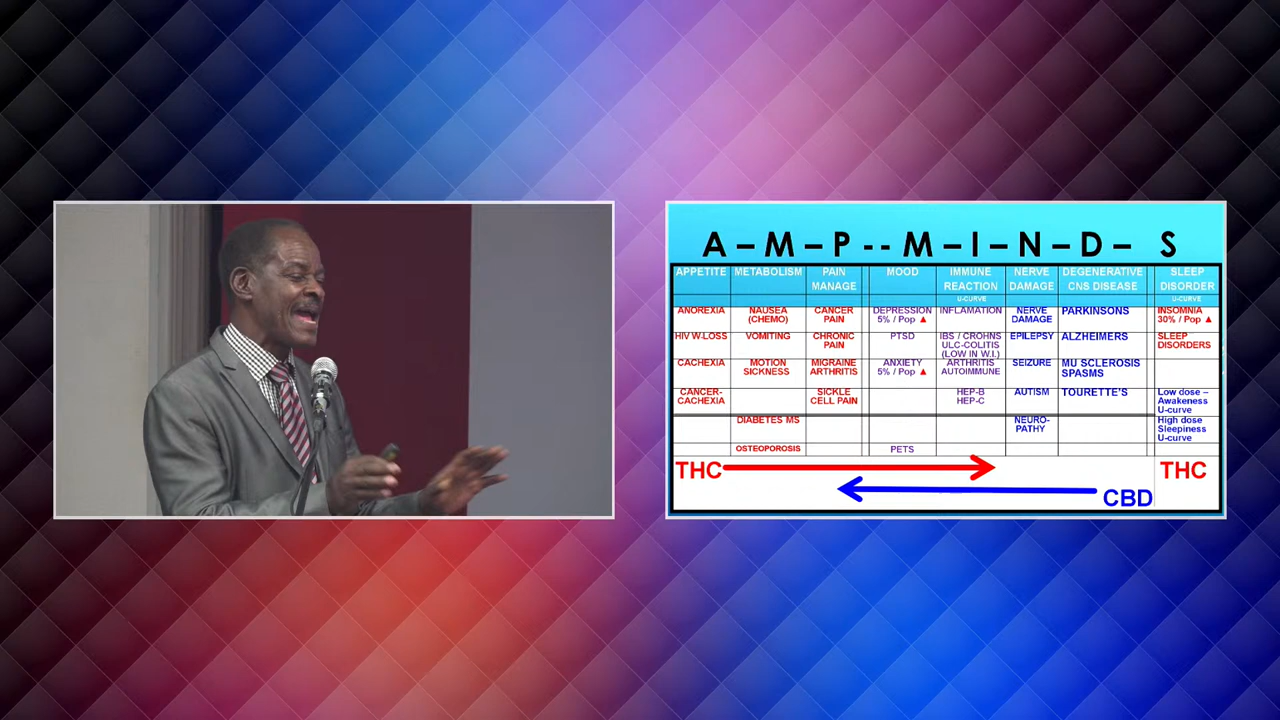 A – M – P - - M – I – N – D – S
APPETITE METABOLISM PAIN MANAGE MOOD IMMUNE REACTION NERVE DAMAGE DEGENERATIVE CNS DISEASE SLEEP DISORDER
U-CURVE U-CURVE
ANOREXIA NAUSEA (CHEMO) CANCER PAIN DEPRESSION 5% / Pop ▲ INFLAMATION NERVE DAMAGE PARKINSONS INSOMNIA 30% / Pop ▲
HIV W-LOSS VOMITING CHRONIC PAIN PTSD IBS / CROHNS ULC-COLITIS (LOW IN W.I.) EPILEPSY ALZHEIMERS SLEEP DISORDERS
CACHEXIA MOTION SICKNESS MIGRAINE ARTHRITIS ANXIETY 5% / Pop ▲ ARTHRITIS AUTOIMMUNE SEIZURE MU SCLEROSIS SPASMS
CANCER-CACHEXIA SICKLE CELL PAIN HEP-B HEP-C AUTISM TOURETTE'S Low dose – Awakeness U-curve
DIABETES MS NEURO-PATHY High dose Sleepiness U-curve
OSTEOPOROSIS PETS
THC THC
CBD